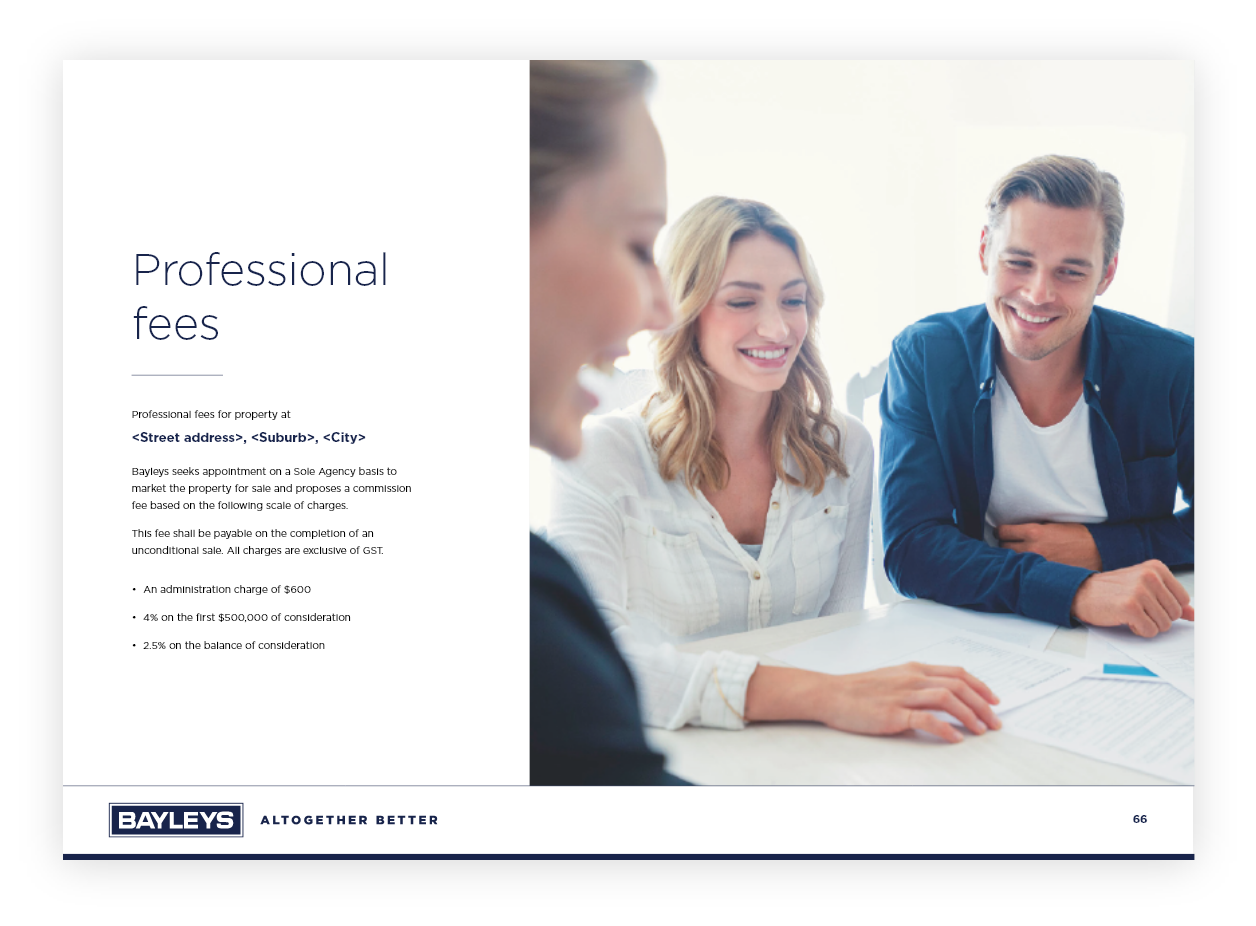 Professional
fees
Professional fees for property at
<Street address>, <Suburb>, <City>
Bayleys seeks appointment on a Sole Agency basis to
market the property for sale and proposes a commission
fee based on the following scale of charges.
This fee shall be payable on the completion of an
unconditional sale. All charges are exclusive of GST.
• An administration charge of $600
• 4% on the first $500,000 of consideration
• 2.5% on the balance of consideration
BAYLEYS ALTOGETHER BETTER 66